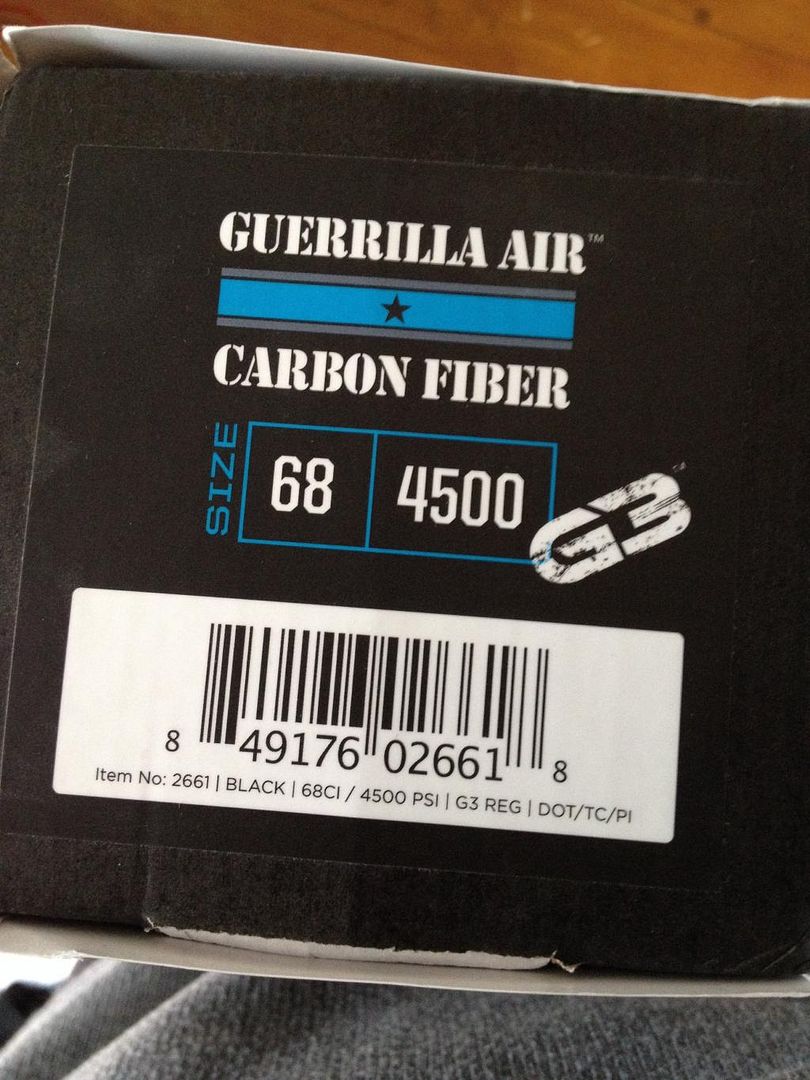 GUERRILLA AIR™
CARBON FIBER
SIZE
68 4500
G3
8 49176 02661 8
Item No: 2661 | BLACK | 68CI / 4500 PSI | G3 REG | DOT/TC/PI